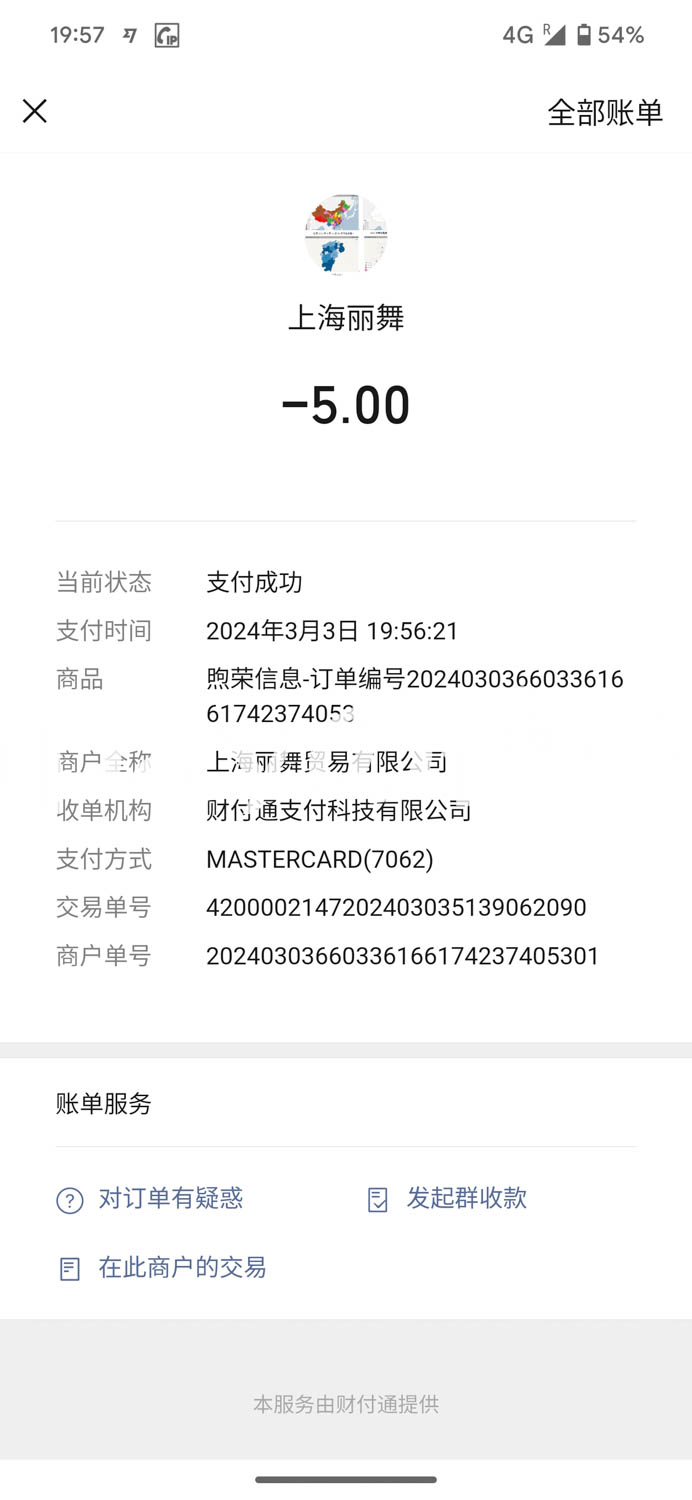 19:57
4G R 54%
全部账单
上海丽舞
-5.00
当前状态 支付成功
支付时间 2024年3月3日 19:56:21
商品 煦荣信息-订单编号2024030366033616
61742374053
商户全称 上海丽舞贸易有限公司
收单机构 财付通支付科技有限公司
支付方式 MASTERCARD(7062)
交易单号 4200002147202403035139062090
商户单号 20240303660336166174237405301
账单服务
对订单有疑惑
发起群收款
在此商户的交易
本服务由财付通提供